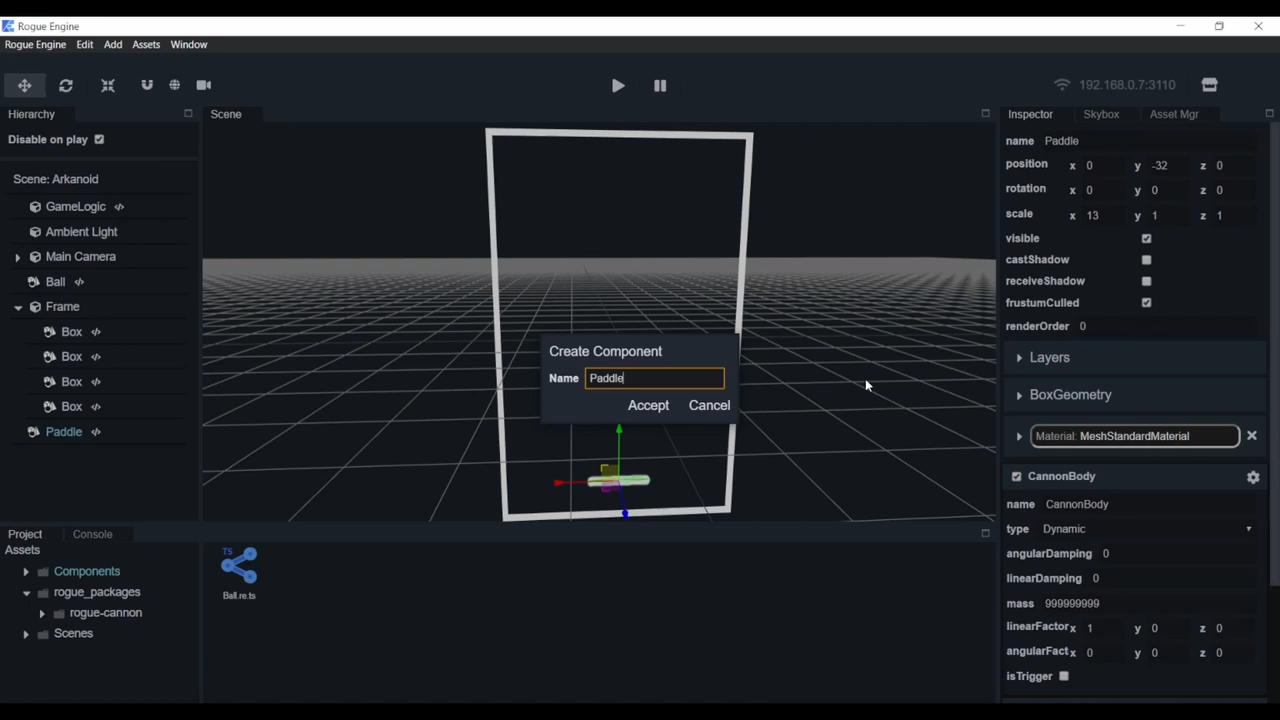 Rogue Engine
Rogue Engine Edit Add Assets Window
192.168.0.7:3110
Hierarchy
Disable on play
Scene: Arkanoid
GameLogic
Ambient Light
Main Camera
Ball
Frame
Box
Box
Box
Box
Paddle
Scene
Create Component
Name Paddle
Accept Cancel
Inspector Skybox Asset Mgr
name Paddle
position x 0 y -32 z 0
rotation x 0 y 0 z 0
scale x 13 y 1 z 1
visible
castShadow
receiveShadow
frustumCulled
renderOrder 0
Layers
BoxGeometry
Material: MeshStandardMaterial
CannonBody
name CannonBody
type Dynamic
angularDamping 0
linearDamping 0
mass 999999999
linearFactor x 1 y 0 z 0
angularFact x 0 y 0 z 0
isTrigger
Project Console
Assets
Components
rogue_packages
rogue-cannon
Scenes
TS
Ball.re.ts